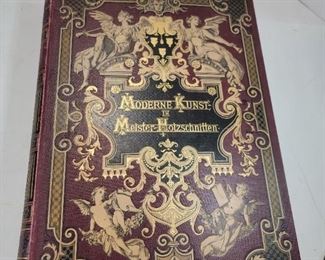 Moderne Kunst-
in
Meister-Holzschnitten.